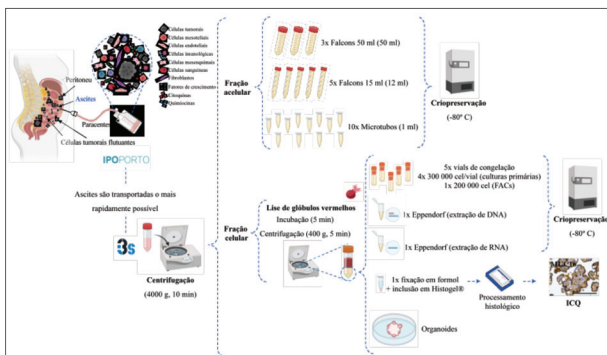 Células tumorais
Células mesoteliais
Células endoteliais
Células imunológicas
Células mesenquimais
Células sanguíneas
Fibroblastos
Fatores de crescimento
Citoquinas
Quimiocinas
Peritoneu
Ascites
Paracentes
Células tumorais flutuantes
IPOPORTO
Ascites são transportadas o mais
rapidamente possível
i3s
Centrifugação
(4000 g, 10 min)
Fração
acelular
3x Falcons 50 ml (50 ml)
5x Falcons 15 ml (12 ml)
10x Microtubos (1 ml)
Criopreservação
(-80º C)
Fração
celular
Lise de glóbulos vermelhos
Incubação (5 min)
Centrifugação (400 g, 5 min)
5x vials de congelação
4x 300 000 cel/vial (culturas primárias)
1x 200 000 cel (FACs)
1x Eppendorf (extração de DNA)
1x Eppendorf (extração de RNA)
Criopreservação
(-80º C)
1x fixação em formol
+ inclusão em Histogel®
Processamento
histológico
ICQ
Organoides